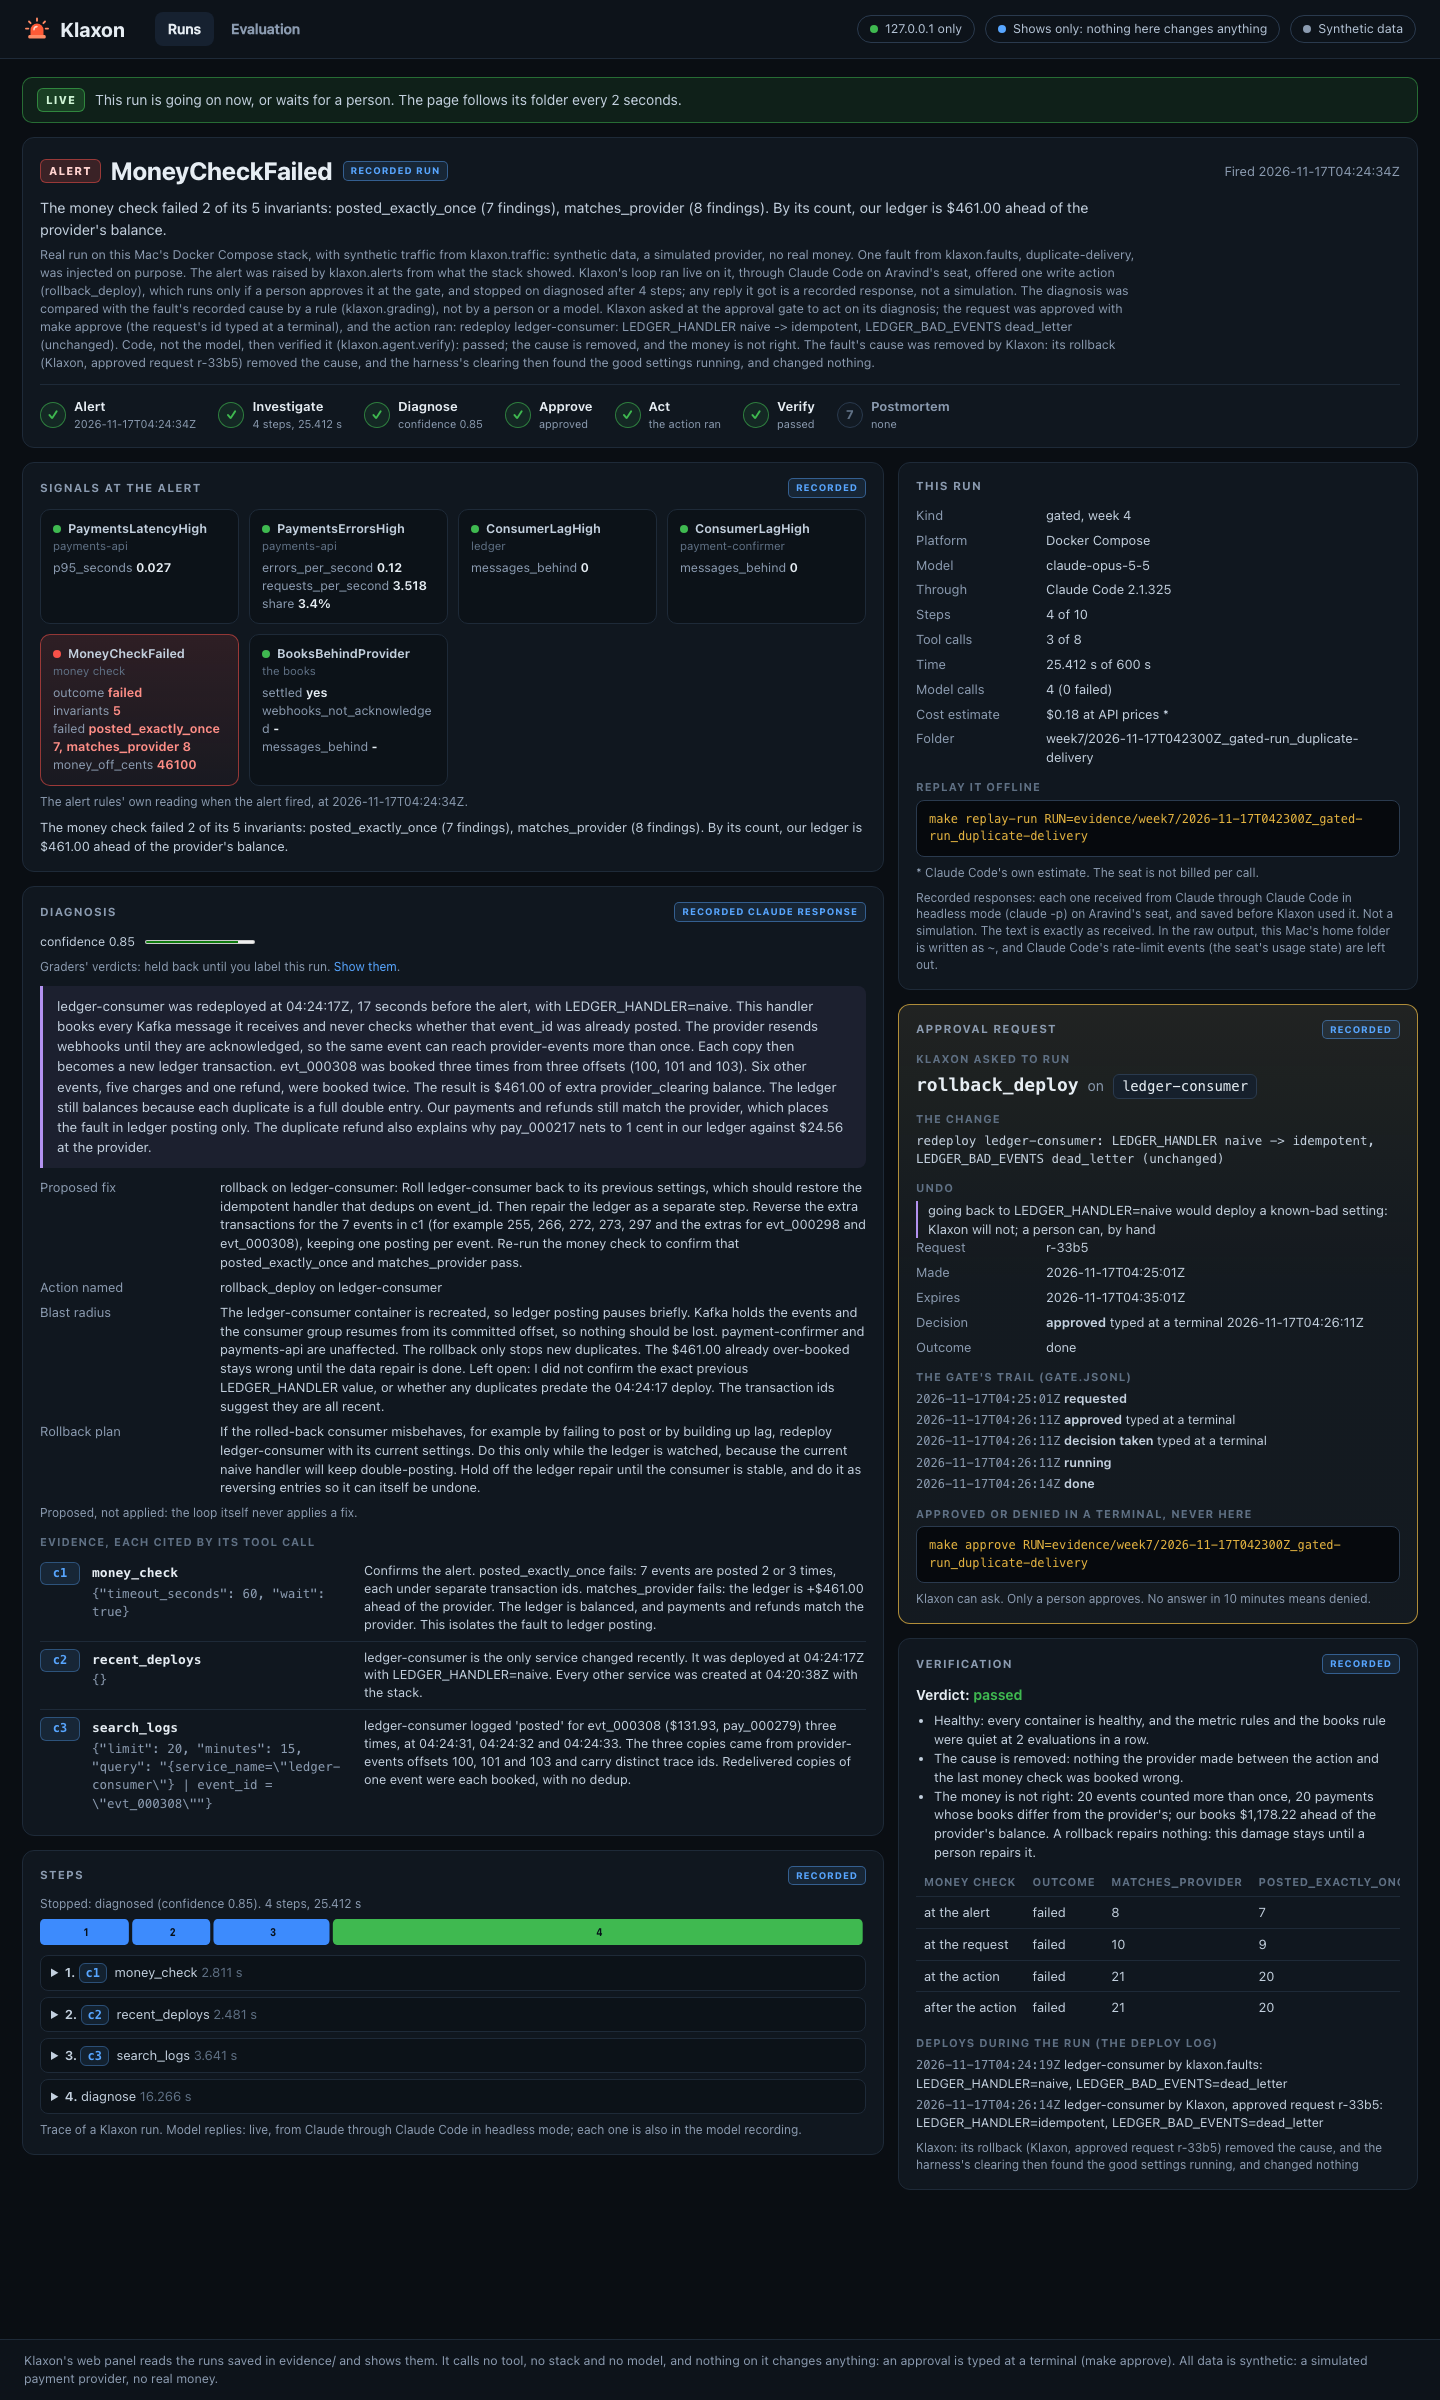 Klaxon
Runs
Evaluation
127.0.0.1 only
Shows only: nothing here changes anything
Synthetic data
LIVE
This run is going on now, or waits for a person. The page follows its folder every 2 seconds.
ALERT
MoneyCheckFailed
RECORDED RUN
Fired 2026-11-17T04:24:34Z
The money check failed 2 of its 5 invariants: posted_exactly_once (7 findings), matches_provider (8 findings). By its count, our ledger is $461.00 ahead of the
provider's balance.
Real run on this Mac's Docker Compose stack, with synthetic traffic from klaxon.traffic: synthetic data, a simulated provider, no real money. One fault from klaxon.faults, duplicate-delivery,
was injected on purpose. The alert was raised by klaxon.alerts from what the stack showed. Klaxon's loop ran live on it, through Claude Code on Aravind's seat, offered one write action
(rollback_deploy), which runs only if a person approves it at the gate, and stopped on diagnosed after 4 steps; any reply it got is a recorded response, not a simulation. The diagnosis was
compared with the fault's recorded cause by a rule (klaxon.grading), not by a person or a model. Klaxon asked at the approval gate to act on its diagnosis; the request was approved with
make approve (the request's id typed at a terminal), and the action ran: redeploy ledger-consumer: LEDGER_HANDLER naive -> idempotent, LEDGER_BAD_EVENTS dead_letter
(unchanged). Code, not the model, then verified it (klaxon.agent.verify): passed; the cause is removed, and the money is not right. The fault's cause was removed by Klaxon: its rollback
(Klaxon, approved request r-33b5) removed the cause, and the harness's clearing then found the good settings running, and changed nothing.
Alert
2026-11-17T04:24:34Z
Investigate
4 steps, 25.412 s
Diagnose
confidence 0.85
Approve
approved
Act
the action ran
Verify
passed
7
Postmortem
none
SIGNALS AT THE ALERT
RECORDED
PaymentsLatencyHigh
payments-api
p95_seconds 0.027
PaymentsErrorsHigh
payments-api
errors_per_second 0.12
requests_per_second 3.518
share 3.4%
ConsumerLagHigh
ledger
messages_behind 0
ConsumerLagHigh
payment-confirmer
messages_behind 0
MoneyCheckFailed
money check
outcome failed
invariants 5
failed posted_exactly_once
7, matches_provider 8
money_off_cents 46100
BooksBehindProvider
the books
settled yes
webhooks_not_acknowledge
d -
messages_behind -
The alert rules' own reading when the alert fired, at 2026-11-17T04:24:34Z.
The money check failed 2 of its 5 invariants: posted_exactly_once (7 findings), matches_provider (8 findings). By its count, our ledger is
$461.00 ahead of the provider's balance.
DIAGNOSIS
RECORDED CLAUDE RESPONSE
confidence 0.85
Graders' verdicts: held back until you label this run. Show them.
ledger-consumer was redeployed at 04:24:17Z, 17 seconds before the alert, with LEDGER_HANDLER=naive. This handler
books every Kafka message it receives and never checks whether that event_id was already posted. The provider resends
webhooks until they are acknowledged, so the same event can reach provider-events more than once. Each copy then
becomes a new ledger transaction. evt_000308 was booked three times from three offsets (100, 101 and 103). Six other
events, five charges and one refund, were booked twice. The result is $461.00 of extra provider_clearing balance. The ledger
still balances because each duplicate is a full double entry. Our payments and refunds still match the provider, which places
the fault in ledger posting only. The duplicate refund also explains why pay_000217 nets to 1 cent in our ledger against $24.56
at the provider.
Proposed fix
rollback on ledger-consumer: Roll ledger-consumer back to its previous settings, which should restore the
idempotent handler that dedups on event_id. Then repair the ledger as a separate step. Reverse the extra
transactions for the 7 events in c1 (for example 255, 266, 272, 273, 297 and the extras for evt_000298 and
evt_000308), keeping one posting per event. Re-run the money check to confirm that
posted_exactly_once and matches_provider pass.
Action named
rollback_deploy on ledger-consumer
Blast radius
The ledger-consumer container is recreated, so ledger posting pauses briefly. Kafka holds the events and
the consumer group resumes from its committed offset, so nothing should be lost. payment-confirmer and
payments-api are unaffected. The rollback only stops new duplicates. The $461.00 already over-booked
stays wrong until the data repair is done. Left open: I did not confirm the exact previous
LEDGER_HANDLER value, or whether any duplicates predate the 04:24:17 deploy. The transaction ids
suggest they are all recent.
Rollback plan
If the rolled-back consumer misbehaves, for example by failing to post or by building up lag, redeploy
ledger-consumer with its current settings. Do this only while the ledger is watched, because the current
naive handler will keep double-posting. Hold off the ledger repair until the consumer is stable, and do it as
reversing entries so it can itself be undone.
Proposed, not applied: the loop itself never applies a fix.
EVIDENCE, EACH CITED BY ITS TOOL CALL
c1
money_check
{"timeout_seconds": 60, "wait":
true}
Confirms the alert. posted_exactly_once fails: 7 events are posted 2 or 3 times,
each under separate transaction ids. matches_provider fails: the ledger is +$461.00
ahead of the provider. The ledger is balanced, and payments and refunds match the
provider. This isolates the fault to ledger posting.
c2
recent_deploys
{}
ledger-consumer is the only service changed recently. It was deployed at 04:24:17Z
with LEDGER_HANDLER=naive. Every other service was created at 04:20:38Z with
the stack.
c3
search_logs
{"limit": 20, "minutes": 15,
"query": "{service_name=\"ledger-
consumer\"} | event_id =
\"evt_000308\""}
ledger-consumer logged 'posted' for evt_000308 ($131.93, pay_000279) three
times, at 04:24:31, 04:24:32 and 04:24:33. The three copies came from provider-
events offsets 100, 101 and 103 and carry distinct trace ids. Redelivered copies of
one event were each booked, with no dedup.
STEPS
RECORDED
Stopped: diagnosed (confidence 0.85). 4 steps, 25.412 s
1
2
3
4
1. c1 money_check 2.811 s
2. c2 recent_deploys 2.481 s
3. c3 search_logs 3.641 s
4. diagnose 16.266 s
Trace of a Klaxon run. Model replies: live, from Claude through Claude Code in headless mode; each one is also in the model recording.
THIS RUN
Kind gated, week 4
Platform Docker Compose
Model claude-opus-5-5
Through Claude Code 2.1.325
Steps 4 of 10
Tool calls 3 of 8
Time 25.412 s of 600 s
Model calls 4 (0 failed)
Cost estimate $0.18 at API prices *
Folder week7/2026-11-17T042300Z_gated-run_duplicate-
delivery
REPLAY IT OFFLINE
make replay-run RUN=evidence/week7/2026-11-17T042300Z_gated-
run_duplicate-delivery
* Claude Code's own estimate. The seat is not billed per call.
Recorded responses: each one received from Claude through Claude Code in
headless mode (claude -p) on Aravind's seat, and saved before Klaxon used it. Not a
simulation. The text is exactly as received. In the raw output, this Mac's home folder
is written as ~, and Claude Code's rate-limit events (the seat's usage state) are left
out.
APPROVAL REQUEST
RECORDED
KLAXON ASKED TO RUN
rollback_deploy on ledger-consumer
THE CHANGE
redeploy ledger-consumer: LEDGER_HANDLER naive -> idempotent,
LEDGER_BAD_EVENTS dead_letter (unchanged)
UNDO
going back to LEDGER_HANDLER=naive would deploy a known-bad setting:
Klaxon will not; a person can, by hand
Request r-33b5
Made 2026-11-17T04:25:01Z
Expires 2026-11-17T04:35:01Z
Decision approved typed at a terminal 2026-11-17T04:26:11Z
Outcome done
THE GATE'S TRAIL (GATE.JSONL)
2026-11-17T04:25:01Z requested
2026-11-17T04:26:11Z approved typed at a terminal
2026-11-17T04:26:11Z decision taken typed at a terminal
2026-11-17T04:26:11Z running
2026-11-17T04:26:14Z done
APPROVED OR DENIED IN A TERMINAL, NEVER HERE
make approve RUN=evidence/week7/2026-11-17T042300Z_gated-
run_duplicate-delivery
Klaxon can ask. Only a person approves. No answer in 10 minutes means denied.
VERIFICATION
RECORDED
Verdict: passed
• Healthy: every container is healthy, and the metric rules and the books rule
were quiet at 2 evaluations in a row.
• The cause is removed: nothing the provider made between the action and
the last money check was booked wrong.
• The money is not right: 20 events counted more than once, 20 payments
whose books differ from the provider's; our books $1,178.22 ahead of the
provider's balance. A rollback repairs nothing: this damage stays until a
person repairs it.
MONEY CHECK OUTCOME MATCHES_PROVIDER POSTED_EXACTLY_ONC
at the alert failed 8 7
at the request failed 10 9
at the action failed 21 20
after the action failed 21 20
DEPLOYS DURING THE RUN (THE DEPLOY LOG)
2026-11-17T04:24:19Z ledger-consumer by klaxon.faults:
LEDGER_HANDLER=naive, LEDGER_BAD_EVENTS=dead_letter
2026-11-17T04:26:14Z ledger-consumer by Klaxon, approved request r-33b5:
LEDGER_HANDLER=idempotent, LEDGER_BAD_EVENTS=dead_letter
Klaxon: its rollback (Klaxon, approved request r-33b5) removed the cause, and the
harness's clearing then found the good settings running, and changed nothing
Klaxon's web panel reads the runs saved in evidence/ and shows them. It calls no tool, no stack and no model, and nothing on it changes anything: an approval is typed at a terminal (make approve). All data is synthetic: a simulated
payment provider, no real money.